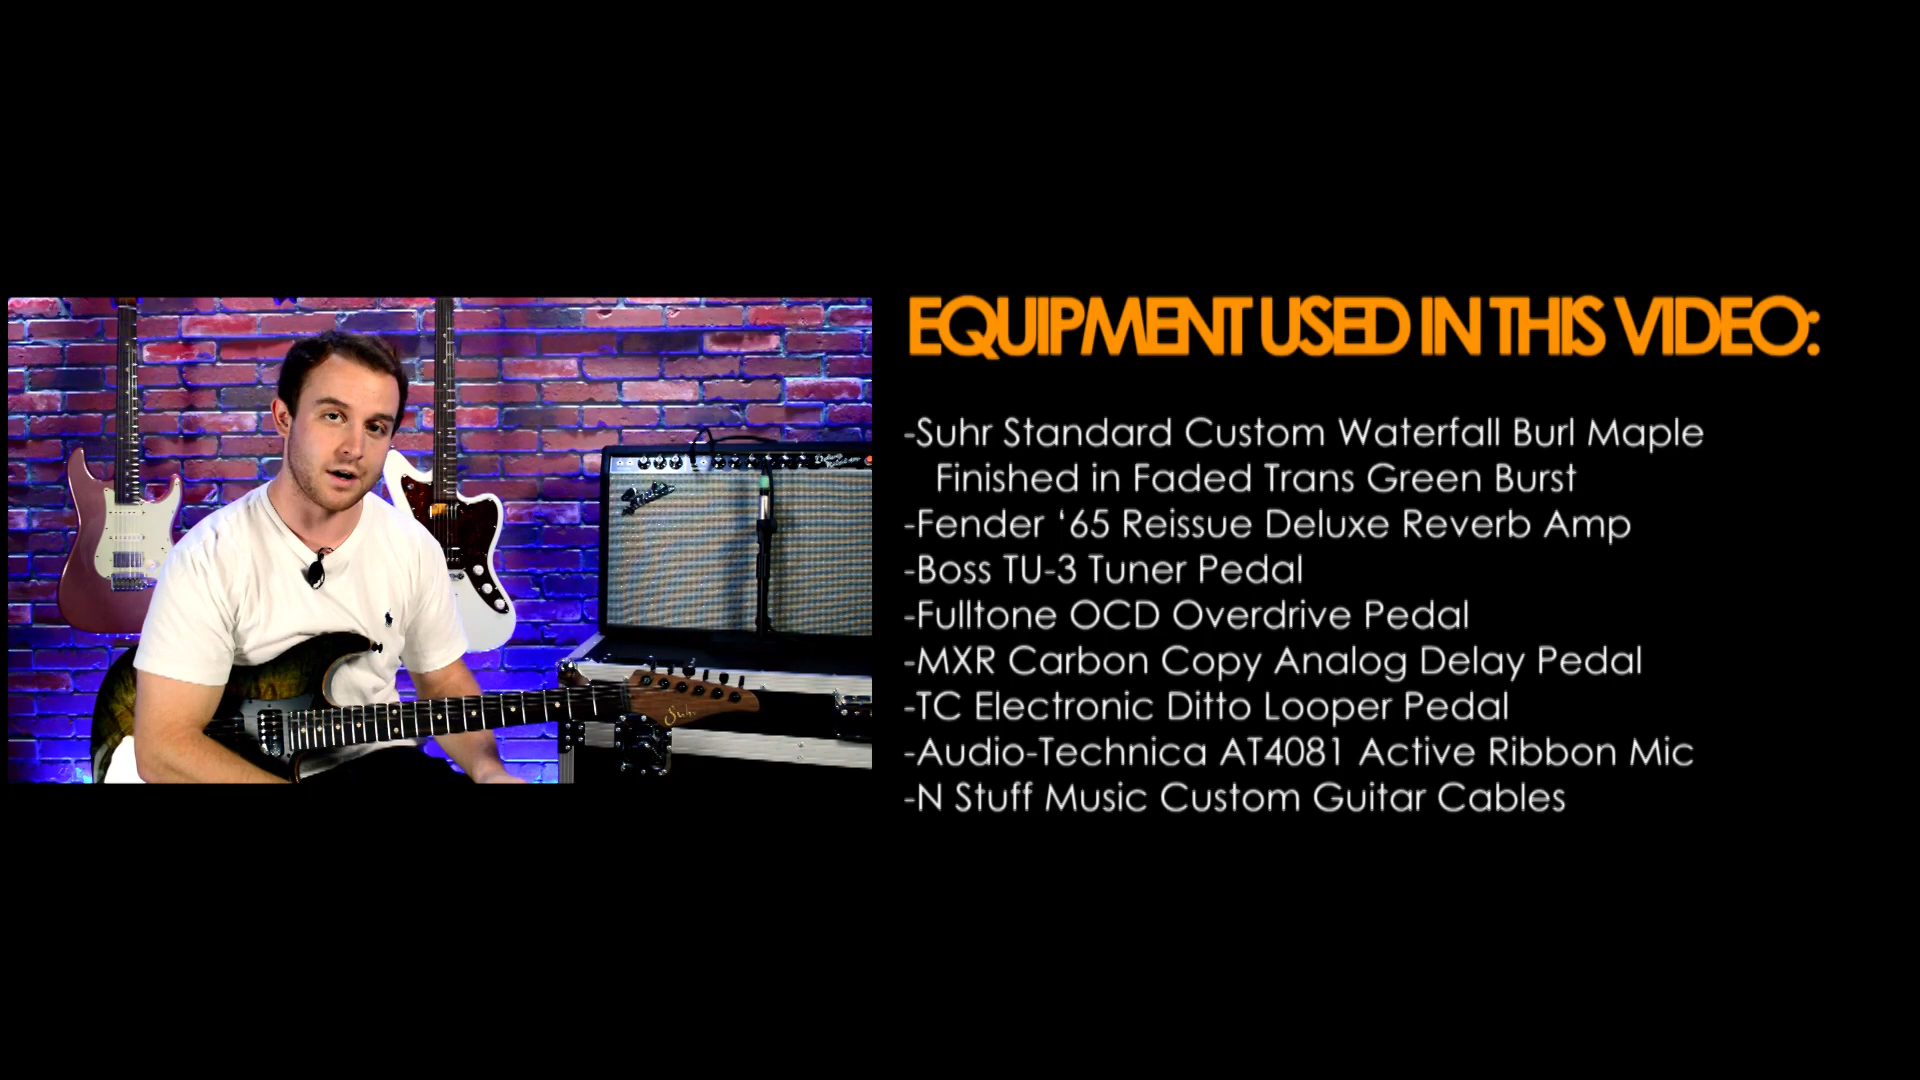 EQUIPMENT USED IN THIS VIDEO:
-Suhr Standard Custom Waterfall Burl Maple
Finished in Faded Trans Green Burst
-Fender ‘65 Reissue Deluxe Reverb Amp
-Boss TU-3 Tuner Pedal
-Fulltone OCD Overdrive Pedal
-MXR Carbon Copy Analog Delay Pedal
-TC Electronic Ditto Looper Pedal
-Audio-Technica AT4081 Active Ribbon Mic
-N Stuff Music Custom Guitar Cables
Fender
Suhr